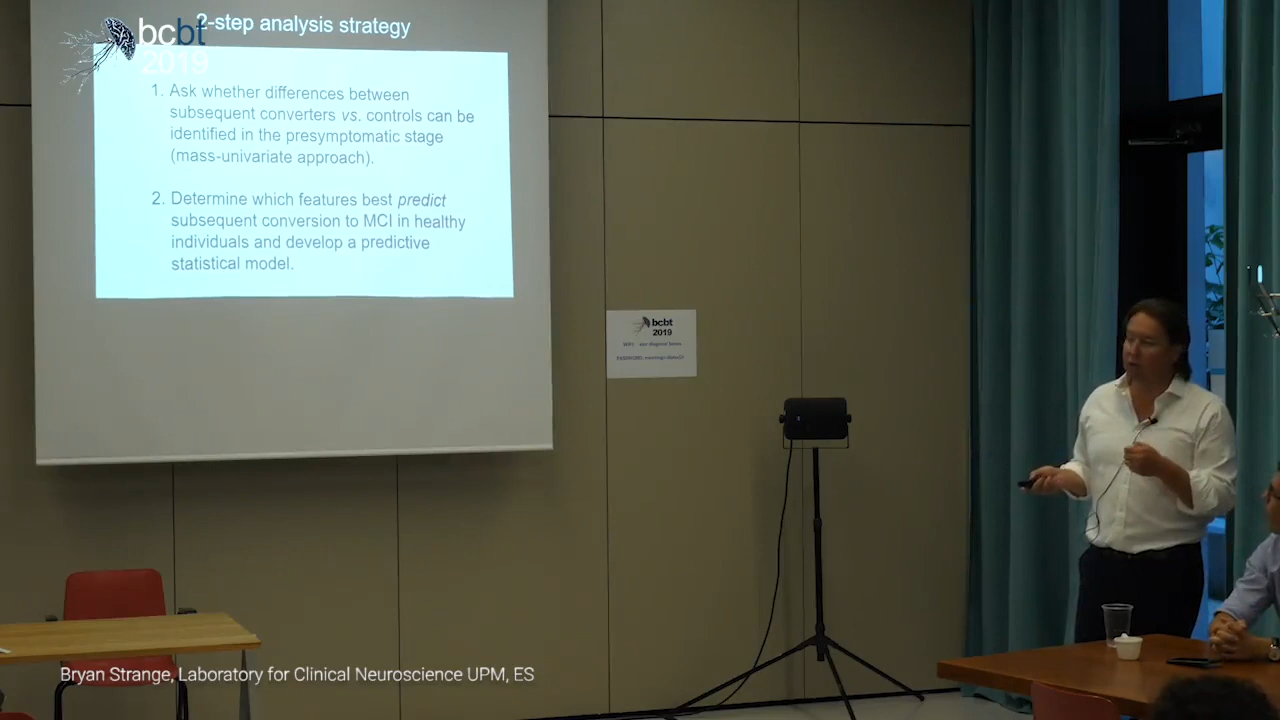 2-step analysis strategy
bcbt
2019
1. Ask whether differences between
subsequent converters vs. controls can be
identified in the presymptomatic stage
(mass-univariate approach).
2. Determine which features best predict
subsequent conversion to MCI in healthy
individuals and develop a predictive
statistical model.
bcbt
2019
Bryan Strange, Laboratory for Clinical Neuroscience UPM, ES